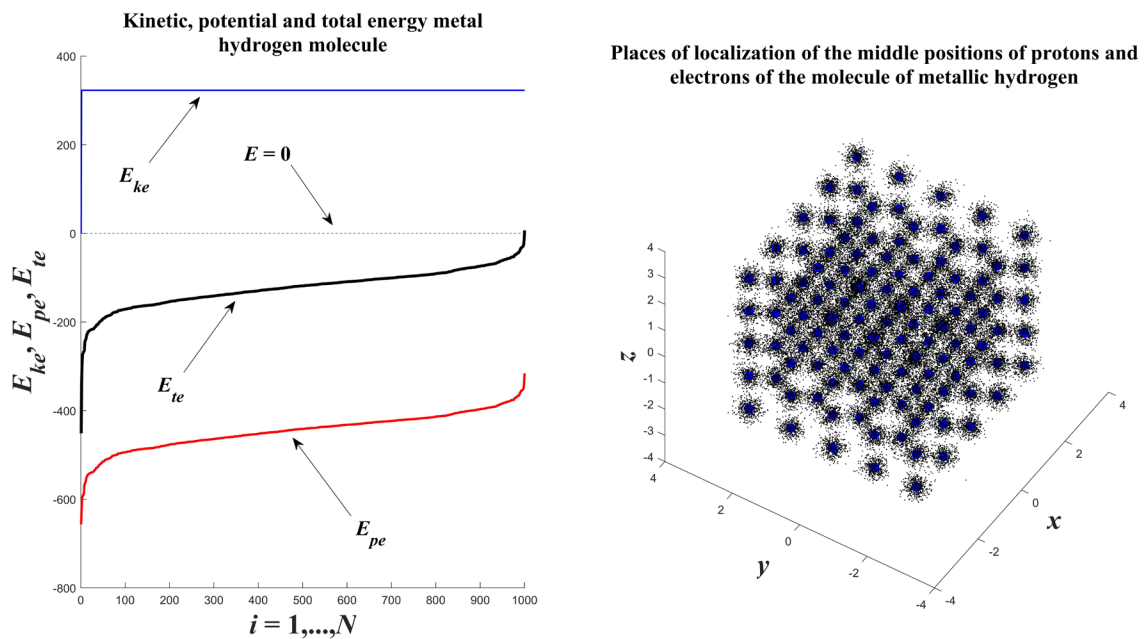 Kinetic, potential and total energy metal
hydrogen molecule
400
200
0
-200
-400
-600
-800
0 100 200 300 400 500 600 700 800 900 1000
E_ke, E_pe, E_te
i = 1,...,N
E_ke
E = 0
E_te
E_pe
Places of localization of the middle positions of protons and
electrons of the molecule of metallic hydrogen
4
3
2
1
0
-1
-2
-3
-4
z
4
2
0
-2
-4
y
-4
-2
0
2
4
x